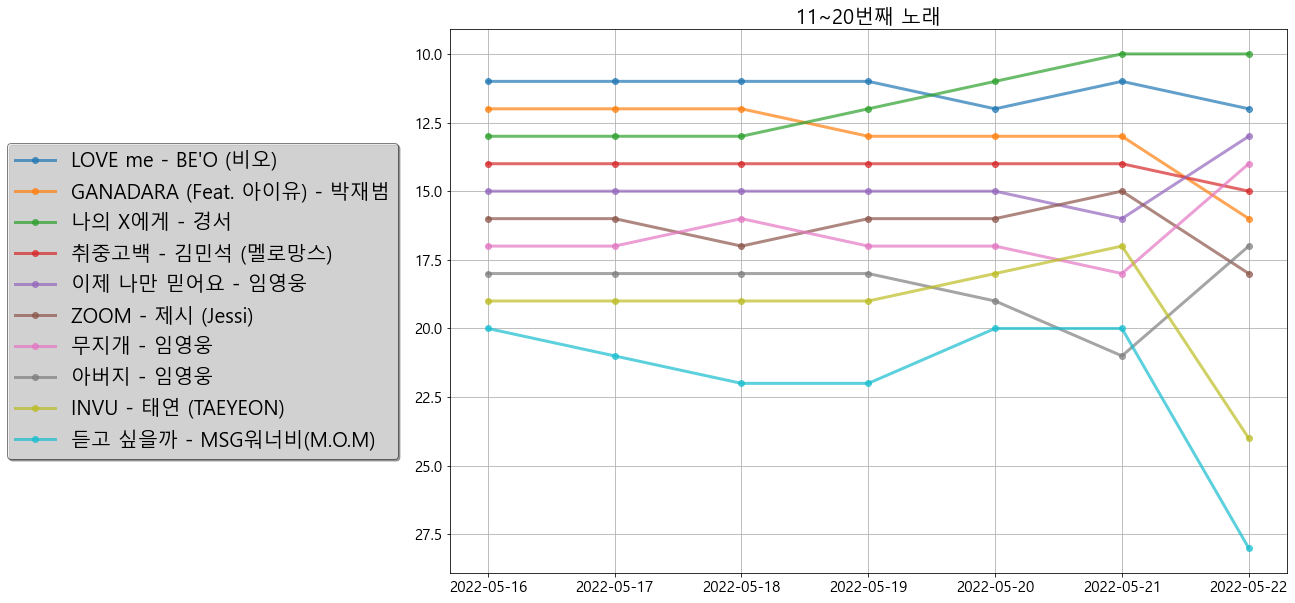 11~20번째 노래
LOVE me - BE'O (비오)
GANADARA (Feat. 아이유) - 박재범
나의 X에게 - 경서
취중고백 - 김민석 (멜로망스)
이제 나만 믿어요 - 임영웅
ZOOM - 제시 (Jessi)
무지개 - 임영웅
아버지 - 임영웅
INVU - 태연 (TAEYEON)
듣고 싶을까 - MSG워너비(M.O.M)
10.0
12.5
15.0
17.5
20.0
22.5
25.0
27.5
2022-05-16 2022-05-17 2022-05-18 2022-05-19 2022-05-20 2022-05-21 2022-05-22